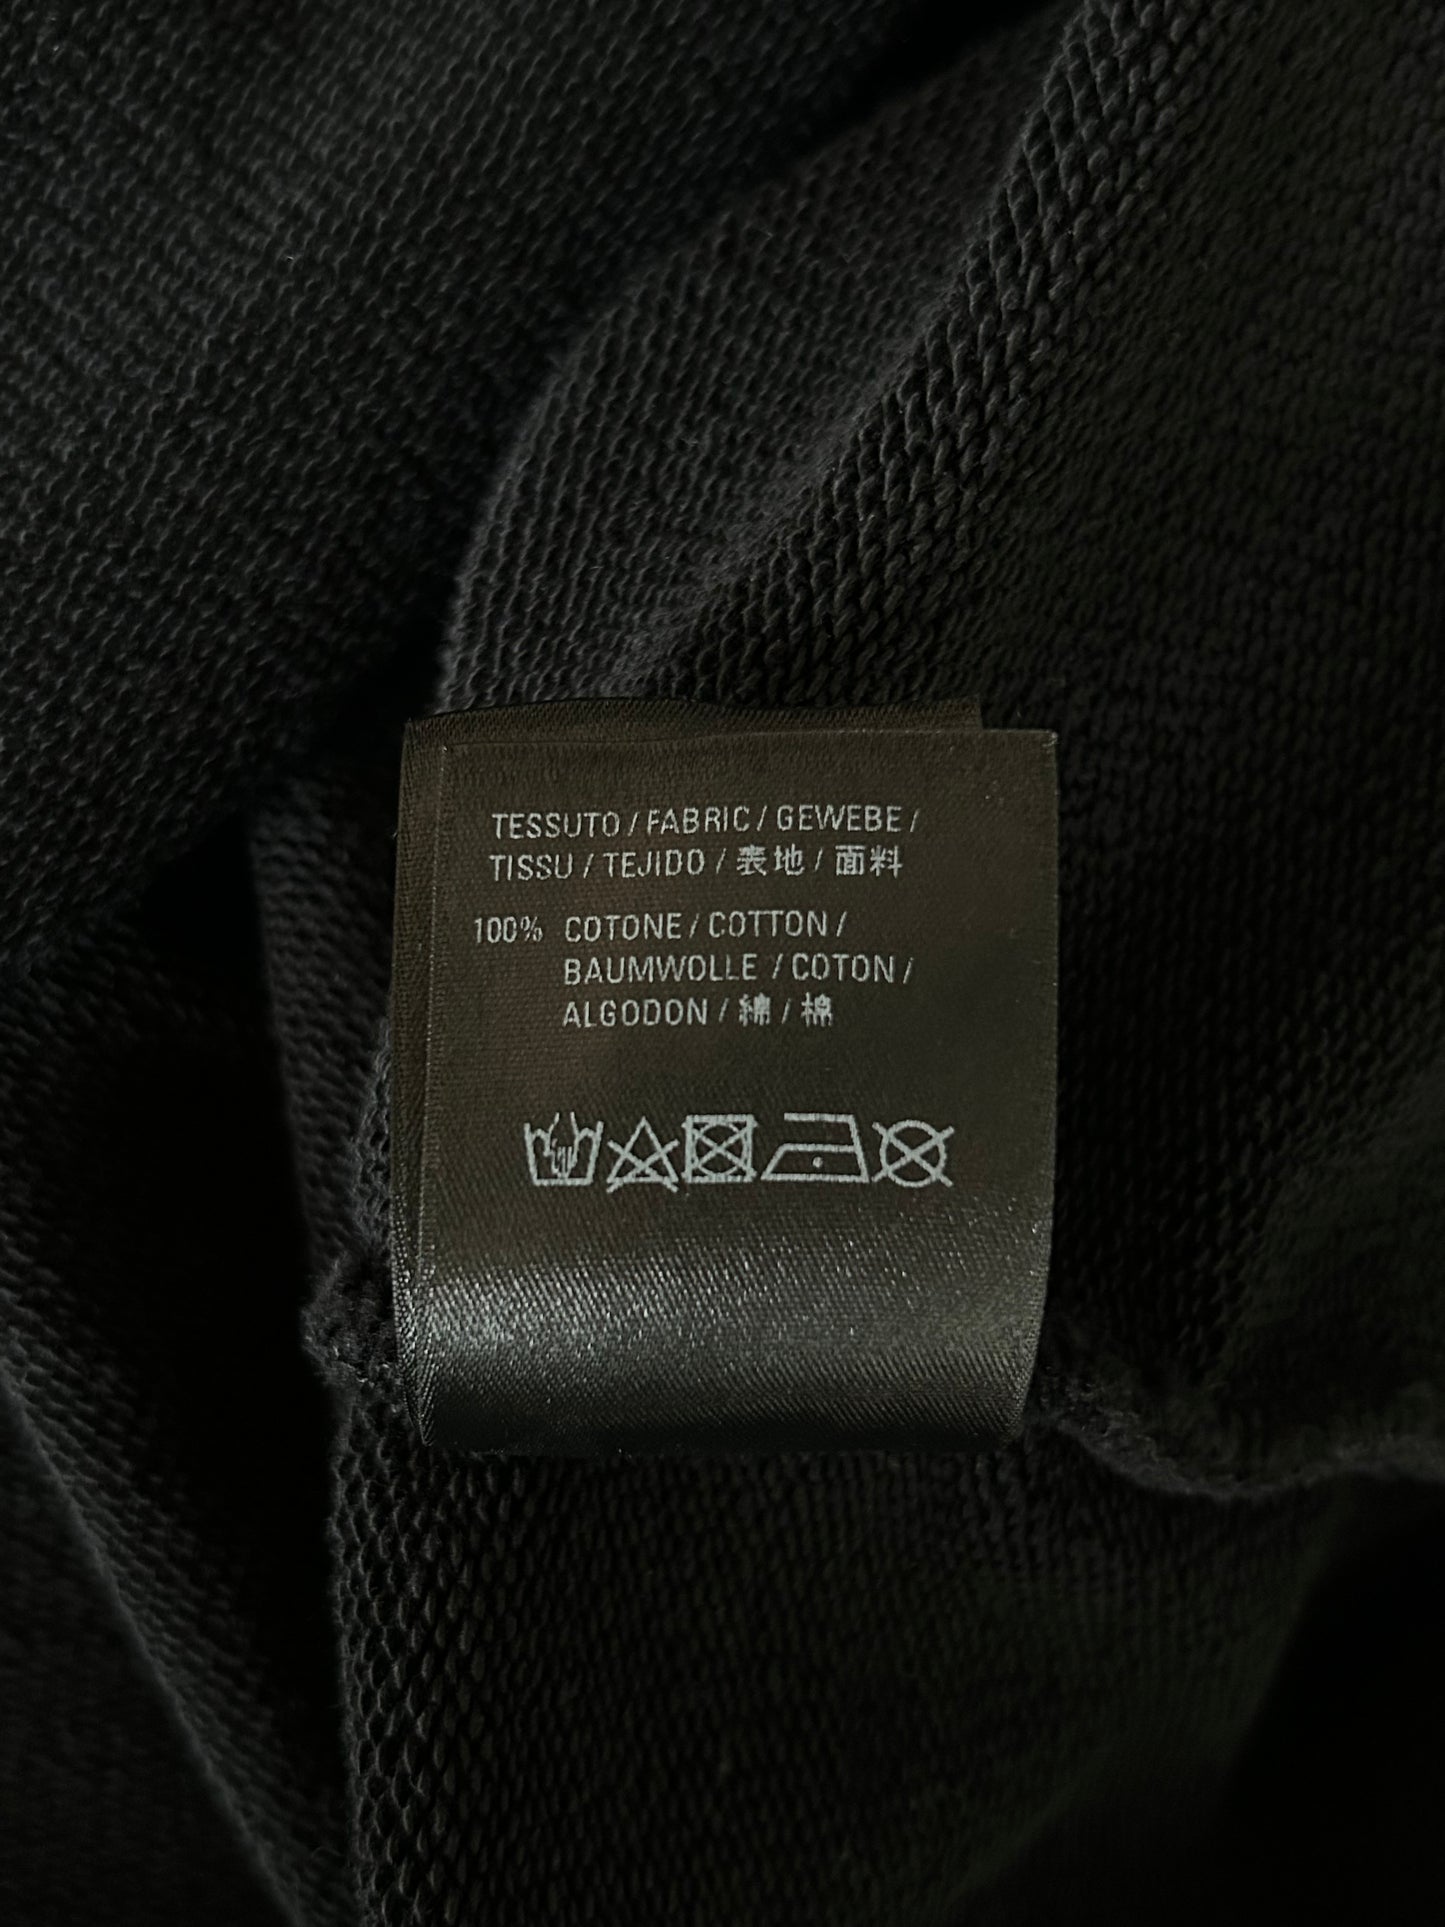 TESSUTO / FABRIC / GEWEBE /
TISSU / TEJIDO / 表地 / 面料
100% COTONE / COTTON /
BAUMWOLLE / COTON /
ALGODON / 綿 / 棉